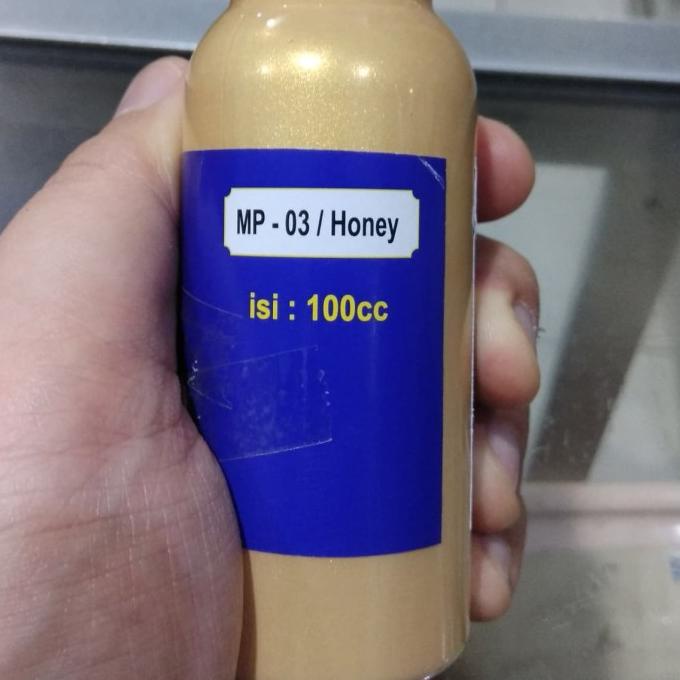 MP - 03 / Honey
isi : 100cc